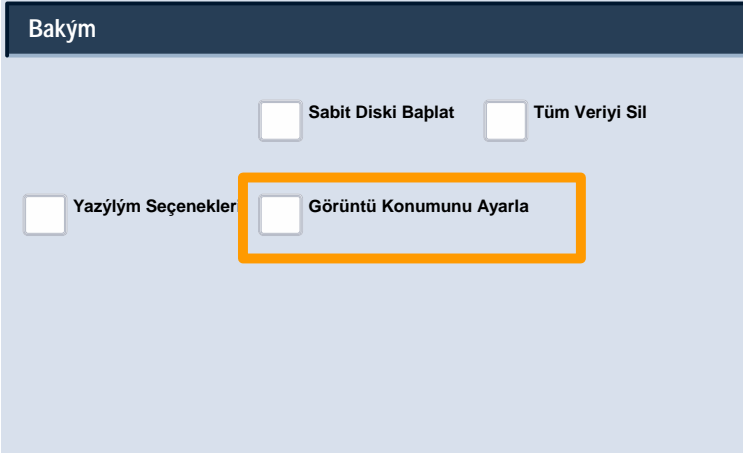 Bakým
Sabit Diski Baþlat
Tüm Veriyi Sil
Yazýlým Seçenekler
Görüntü Konumunu Ayarla